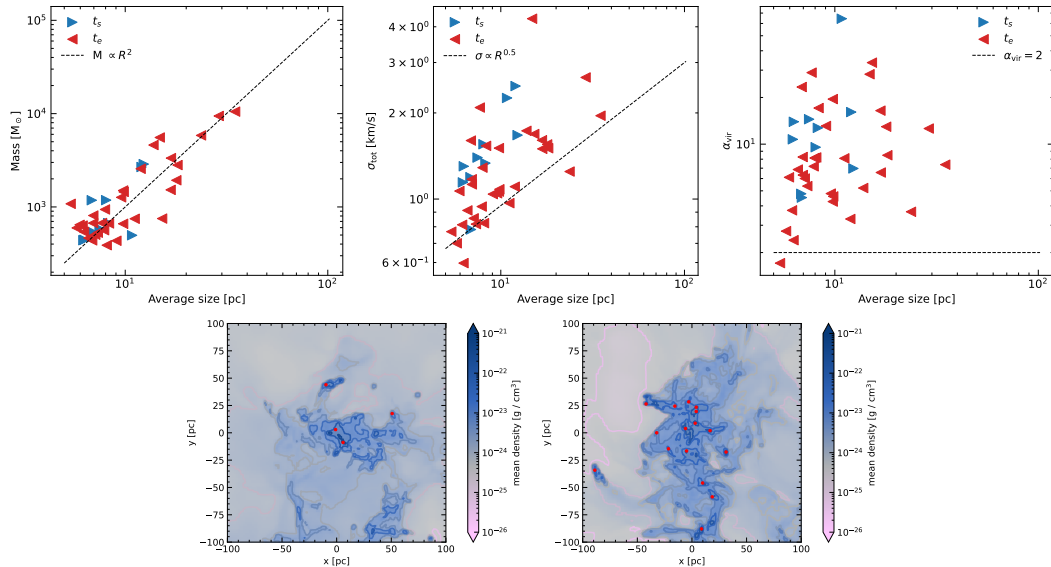 t_s
t_e
M ∝ R^2
10^5
10^4
10^3
Mass [M_⊙]
10^1
10^2
Average size [pc]
t_s
t_e
σ ∝ R^0.5
4 × 10^0
3 × 10^0
2 × 10^0
10^0
6 × 10^-1
σ_tot [km/s]
10^1
10^2
Average size [pc]
t_s
t_e
α_vir = 2
10^1
α_vir
10^1
10^2
Average size [pc]
100
75
50
25
0
−25
−50
−75
−100
y [pc]
−100
−50
0
50
100
x [pc]
10^-21
10^-22
10^-23
10^-24
10^-25
10^-26
mean density [g / cm^3]
100
75
50
25
0
−25
−50
−75
−100
y [pc]
−100
−50
0
50
100
x [pc]
10^-21
10^-22
10^-23
10^-24
10^-25
10^-26
mean density [g / cm^3]